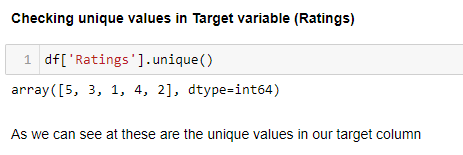 Checking unique values in Target variable (Ratings)
1 df['Ratings'].unique()
array([5, 3, 1, 4, 2], dtype=int64)
As we can see at these are the unique values in our target column